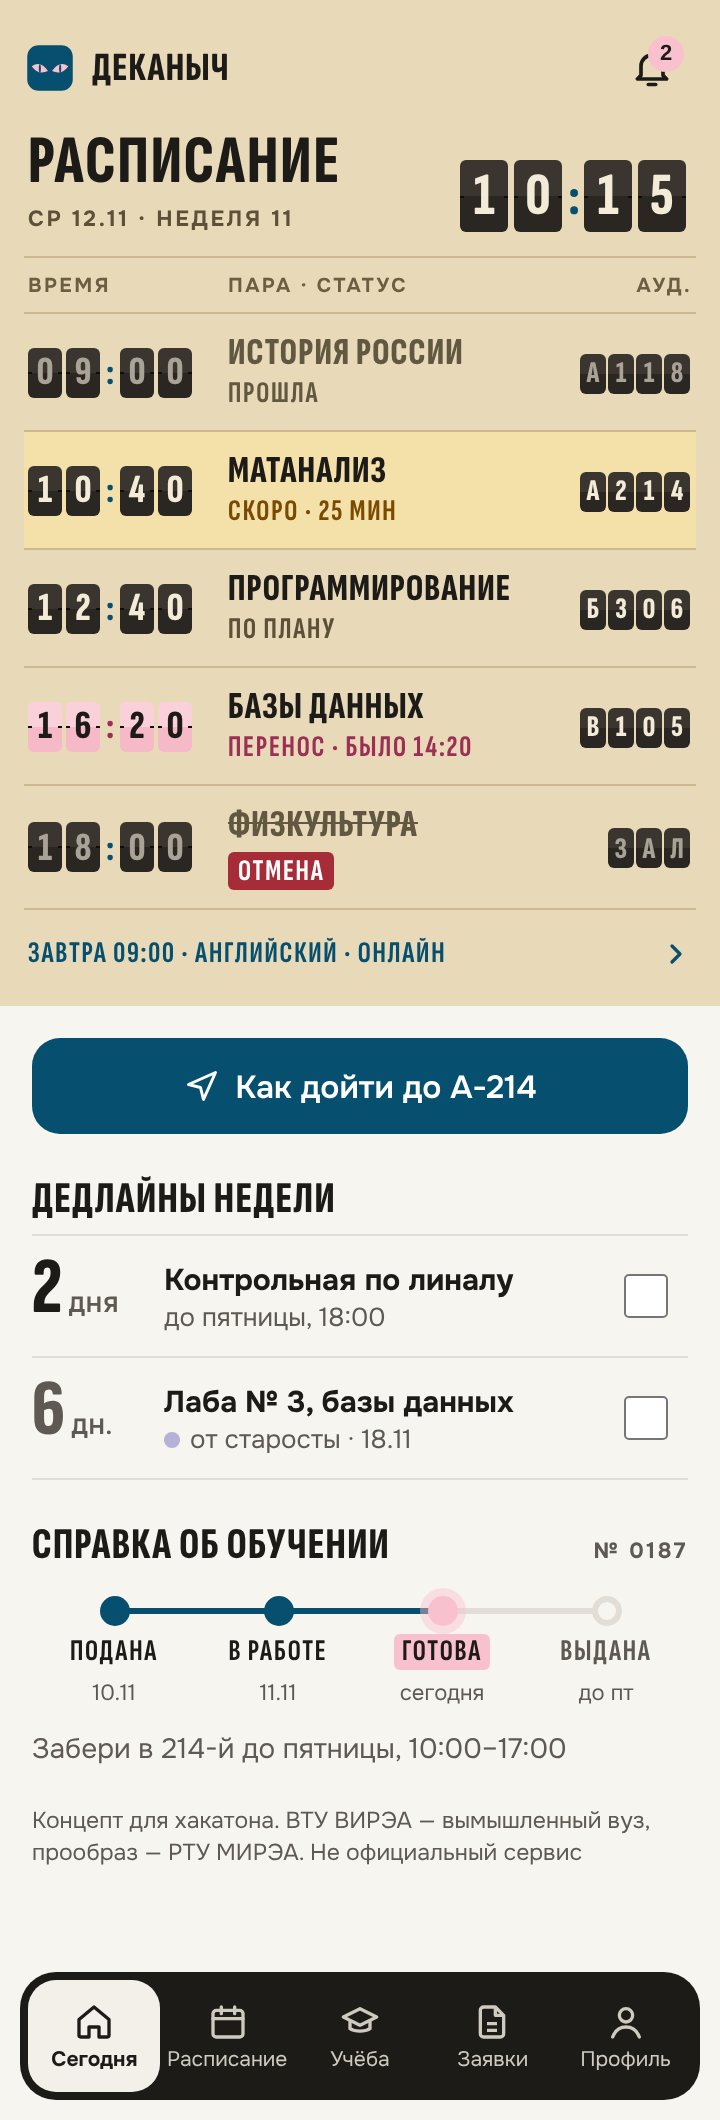 ДЕКАНЫЧ
2
РАСПИСАНИЕ
10:15
СР 12.11 · НЕДЕЛЯ 11
ВРЕМЯ ПАРА · СТАТУС АУД.
09:00 ИСТОРИЯ РОССИИ А118
ПРОШЛА
10:40 МАТАНАЛИЗ А214
СКОРО · 25 МИН
12:40 ПРОГРАММИРОВАНИЕ Б306
ПО ПЛАНУ
16:20 БАЗЫ ДАННЫХ В105
ПЕРЕНОС · БЫЛО 14:20
18:00 ФИЗКУЛЬТУРА ЗАЛ
ОТМЕНА
ЗАВТРА 09:00 · АНГЛИЙСКИЙ · ОНЛАЙН
Как дойти до А-214
ДЕДЛАЙНЫ НЕДЕЛИ
2 дня Контрольная по линалу
до пятницы, 18:00
6 дн. Лаба № 3, базы данных
от старосты · 18.11
СПРАВКА ОБ ОБУЧЕНИИ № 0187
ПОДАНА В РАБОТЕ ГОТОВА ВЫДАНА
10.11 11.11 сегодня до пт
Забери в 214-й до пятницы, 10:00–17:00
Концепт для хакатона. ВТУ ВИРЭА — вымышленный вуз,
прообраз — РТУ МИРЭА. Не официальный сервис
Сегодня Расписание Учёба Заявки Профиль